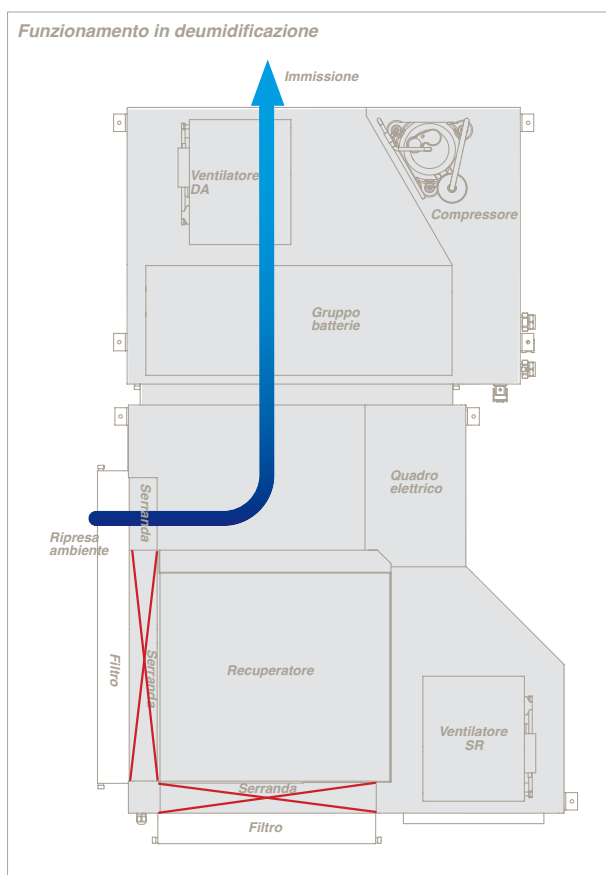 Funzionamento in deumidificazione
Immissione
Ventilatore
DA
Compressore
Gruppo
batterie
Quadro
elettrico
Serranda
Ripresa
ambiente
Filtro
Serranda
Recuperatore
Ventilatore
SR
Serranda
Filtro